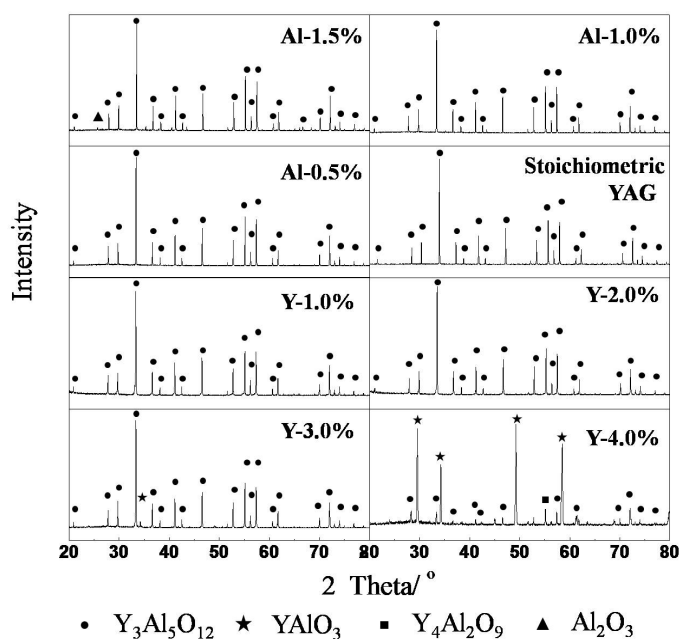 Al-1.5%
Al-1.0%
Al-0.5%
Stoichiometric
YAG
Y-1.0%
Y-2.0%
Y-3.0%
Y-4.0%
Intensity
20 30 40 50 60 70 20 30 40 50 60 70 80
2 Theta/ °
● Y₃Al₅O₁₂ ★ YAlO₃ ■ Y₄Al₂O₉ ▲ Al₂O₃